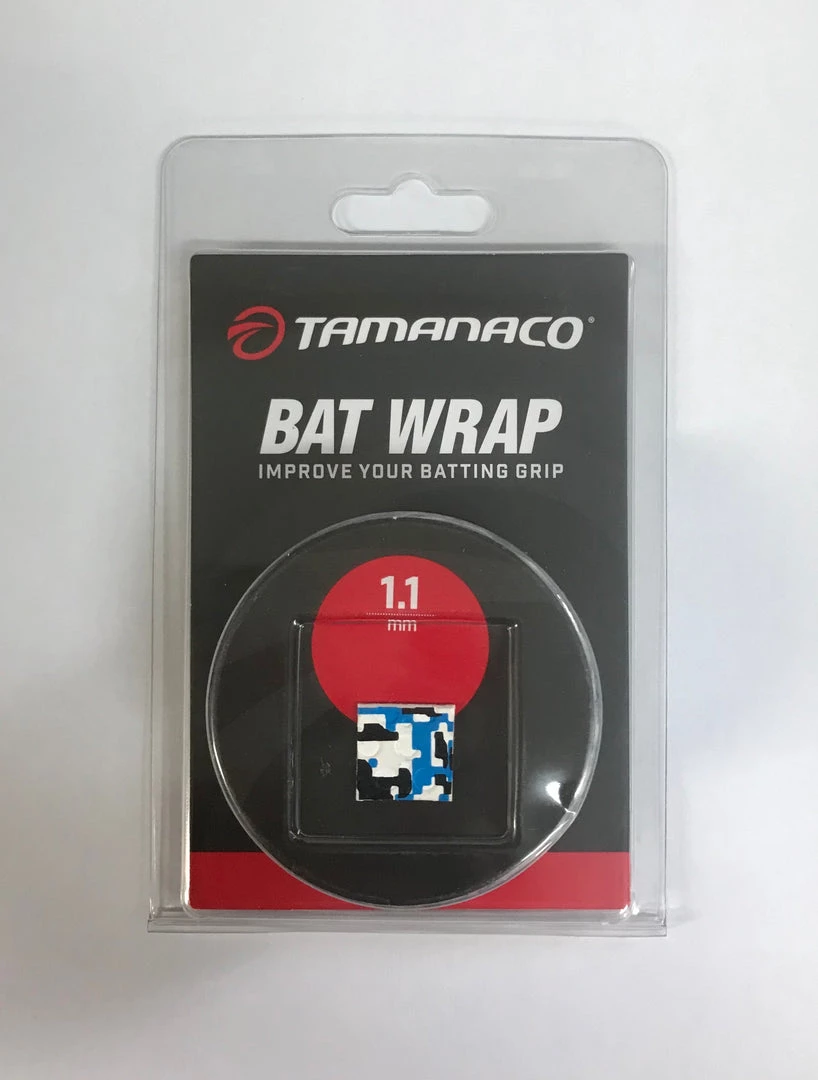 TAMANACO®
BAT WRAP
IMPROVE YOUR BATTING GRIP
1.1
mm